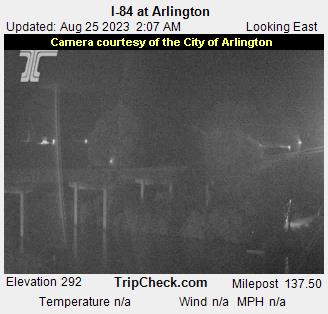 I-84 at Arlington
Updated: Aug 25 2023 2:07 AM Looking East
Camera courtesy of the City of Arlington
Elevation 292 TripCheck.com Milepost 137.50
Temperature n/a Wind n/a MPH n/a